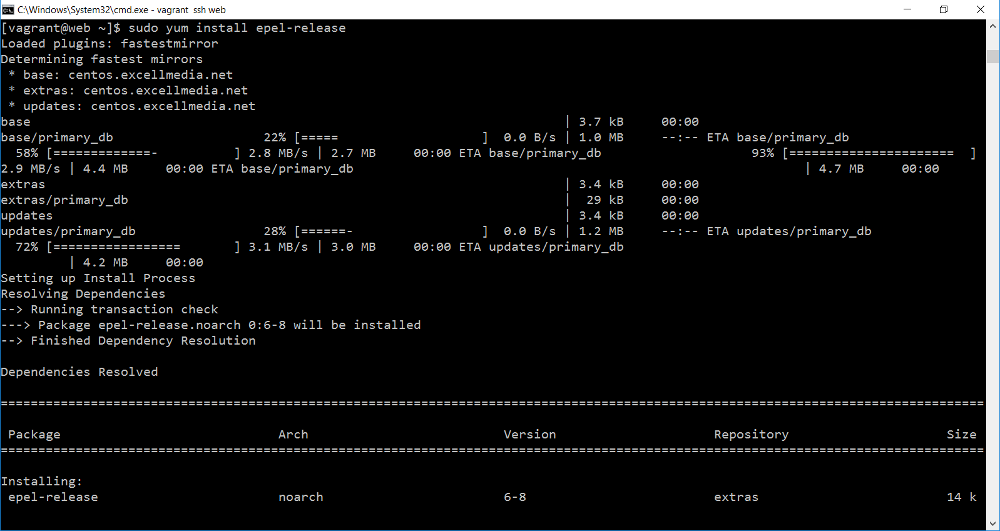 C:\Windows\System32\cmd.exe - vagrant  ssh web
[vagrant@web ~]$ sudo yum install epel-release
Loaded plugins: fastestmirror
Determining fastest mirrors
 * base: centos.excellmedia.net
 * extras: centos.excellmedia.net
 * updates: centos.excellmedia.net
base                                                                       | 3.7 kB     00:00
base/primary_db                    22% [=====                   ]  0.0 B/s | 1.0 MB     --:-- ETA base/primary_db
  58% [=============-          ] 2.8 MB/s | 2.7 MB     00:00 ETA base/primary_db                    93% [======================  ]
2.9 MB/s | 4.4 MB     00:00 ETA base/primary_db                                                            | 4.7 MB     00:00
extras                                                                     | 3.4 kB     00:00
extras/primary_db                                                          |  29 kB     00:00
updates                                                                    | 3.4 kB     00:00
updates/primary_db                 28% [======-                 ]  0.0 B/s | 1.2 MB     --:-- ETA updates/primary_db
  72% [=================       ] 3.1 MB/s | 3.0 MB     00:00 ETA updates/primary_db
         | 4.2 MB     00:00
Setting up Install Process
Resolving Dependencies
--> Running transaction check
---> Package epel-release.noarch 0:6-8 will be installed
--> Finished Dependency Resolution
Dependencies Resolved
===================================================================================================================================
 Package                             Arch                          Version                     Repository                     Size
===================================================================================================================================
Installing:
 epel-release                        noarch                        6-8                         extras                         14 k